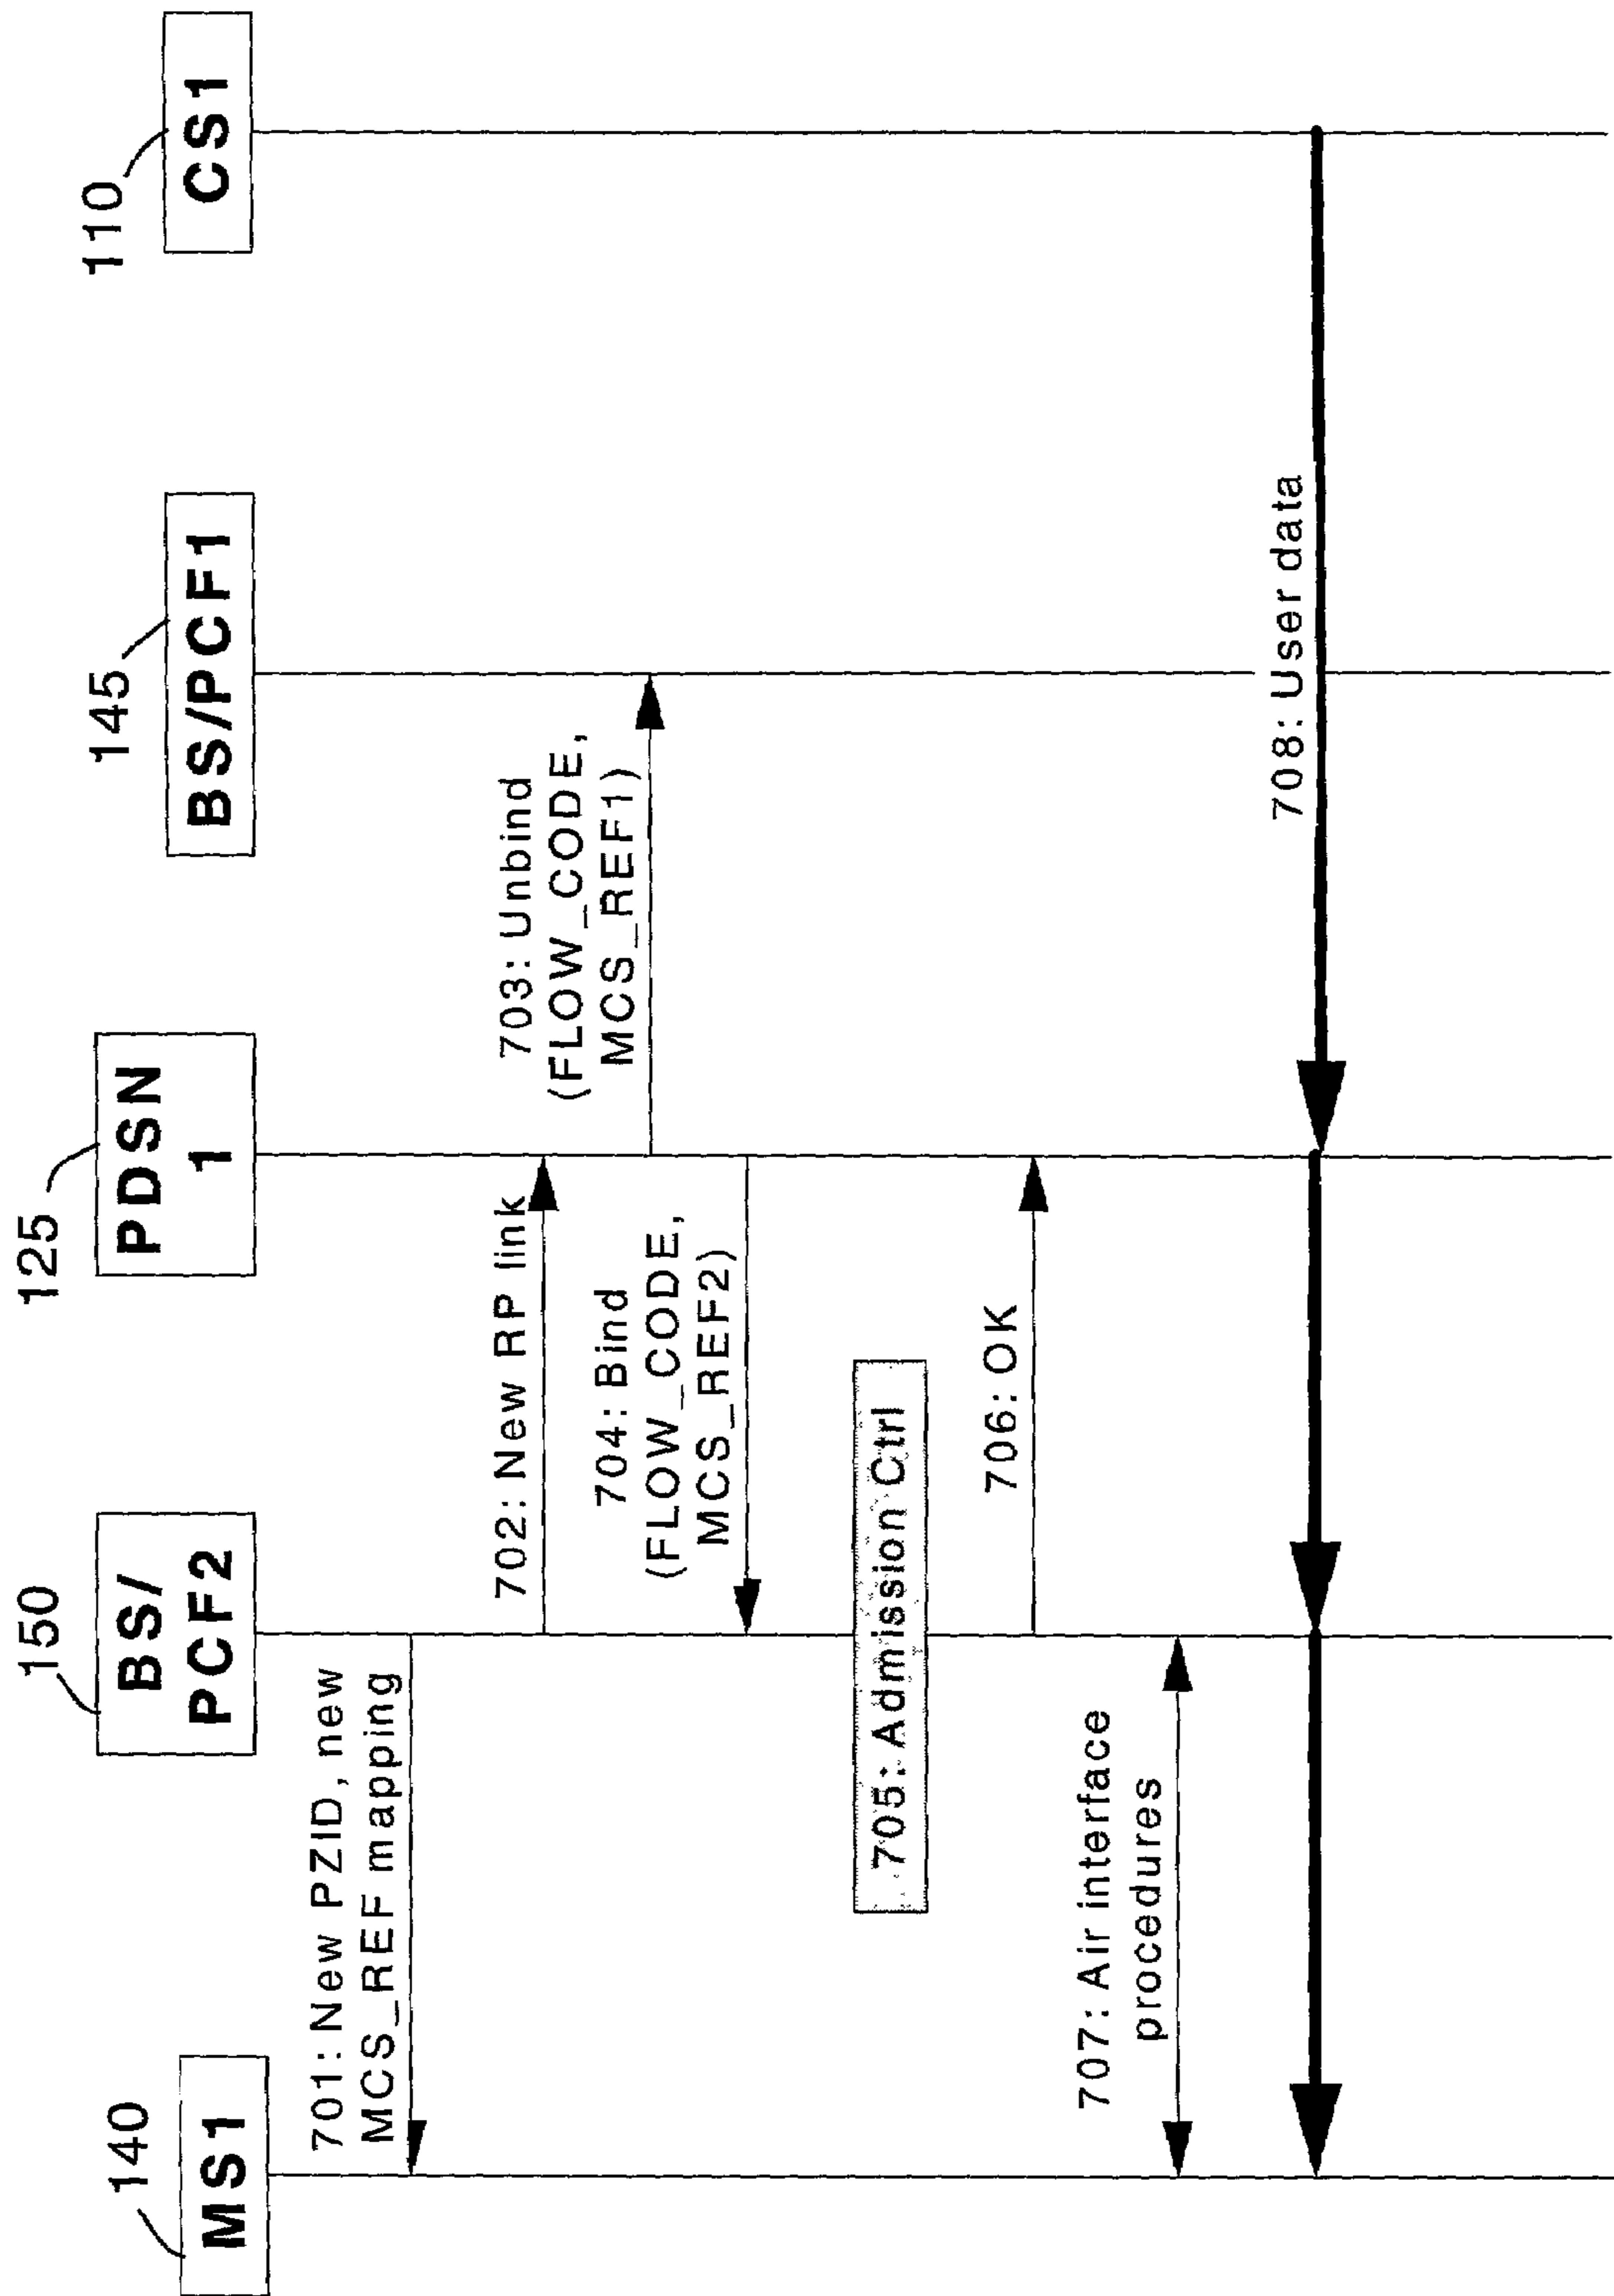 140
150
125
145
110
MS1
BS/
PCF2
PDSN
1
BS/PCF1
CS1
701: New PZID, new
MCS_REF mapping
702: New RP link
703: Unbind
(FLOW_CODE,
MCS_REF1)
704: Bind
(FLOW_CODE,
MCS_REF2)
705: Admission Ctrl
706: OK
707: Air interface
procedures
708: User data